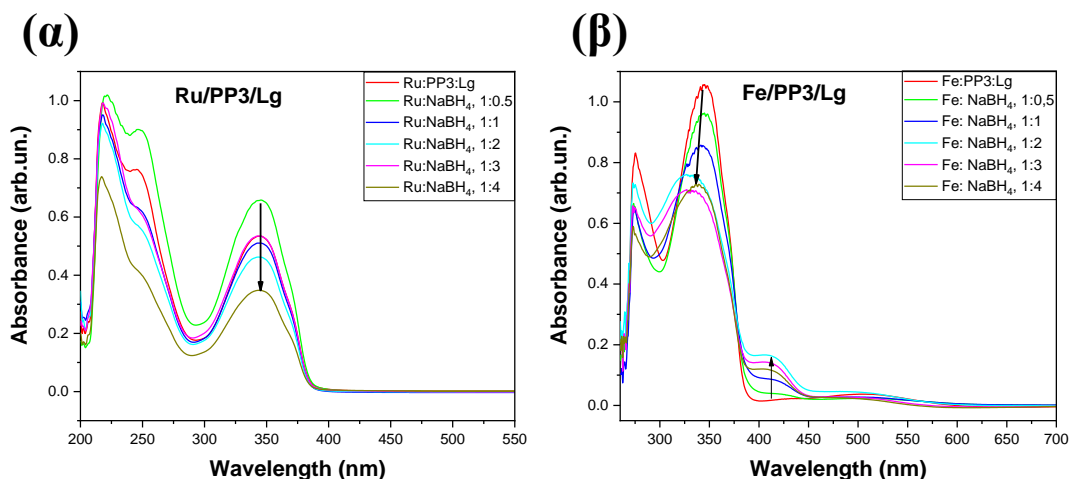 (α)
Ru/PP3/Lg
Ru:PP3:Lg
Ru:NaBH₄, 1:0.5
Ru:NaBH₄, 1:1
Ru:NaBH₄, 1:2
Ru:NaBH₄, 1:3
Ru:NaBH₄, 1:4
Absorbance (arb.un.)
1.0
0.8
0.6
0.4
0.2
0.0
200
250
300
350
400
450
500
550
Wavelength (nm)
(β)
Fe/PP3/Lg
Fe:PP3:Lg
Fe: NaBH₄, 1:0,5
Fe: NaBH₄, 1:1
Fe: NaBH₄, 1:2
Fe: NaBH₄, 1:3
Fe: NaBH₄, 1:4
Absorbance (arb.un.)
1.0
0.8
0.6
0.4
0.2
0.0
300
350
400
450
500
550
600
650
700
Wavelength (nm)